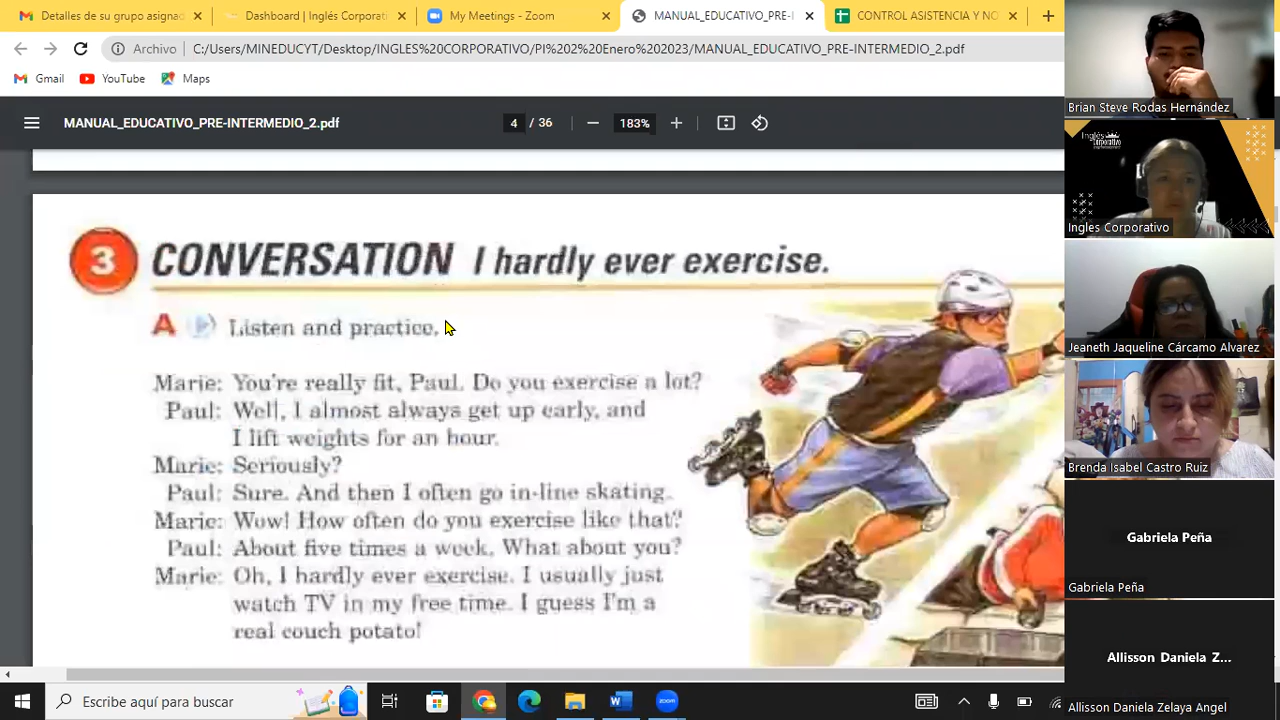 Detalles de su grupo asignad
Dashboard | Inglés Corporati
My Meetings - Zoom
MANUAL_EDUCATIVO_PRE-I
CONTROL ASISTENCIA Y NO
Archivo
C:/Users/MINEDUCYT/Desktop/INGLES%20CORPORATIVO/PI%202%20Enero%202023/MANUAL_EDUCATIVO_PRE-INTERMEDIO_2.pdf
Gmail
YouTube
Maps
MANUAL_EDUCATIVO_PRE-INTERMEDIO_2.pdf
4 / 36
183%
3 CONVERSATION I hardly ever exercise.
A Listen and practice.
Marie: You're really fit, Paul. Do you exercise a lot?
Paul: Well, I almost always get up early, and
I lift weights for an hour.
Marie: Seriously?
Paul: Sure. And then I often go in-line skating.
Marie: Wow! How often do you exercise like that?
Paul: About five times a week. What about you?
Marie: Oh, I hardly ever exercise. I usually just
watch TV in my free time. I guess I'm a
real couch potato!
Brian Steve Rodas Hernández
Inglés
Corporativo
Ingles Corporativo
Jeaneth Jaqueline Cárcamo Alvarez
Brenda Isabel Castro Ruiz
Gabriela Peña
Gabriela Peña
Allisson Daniela Z...
Allisson Daniela Zelaya Angel
Escribe aquí para buscar
zoom